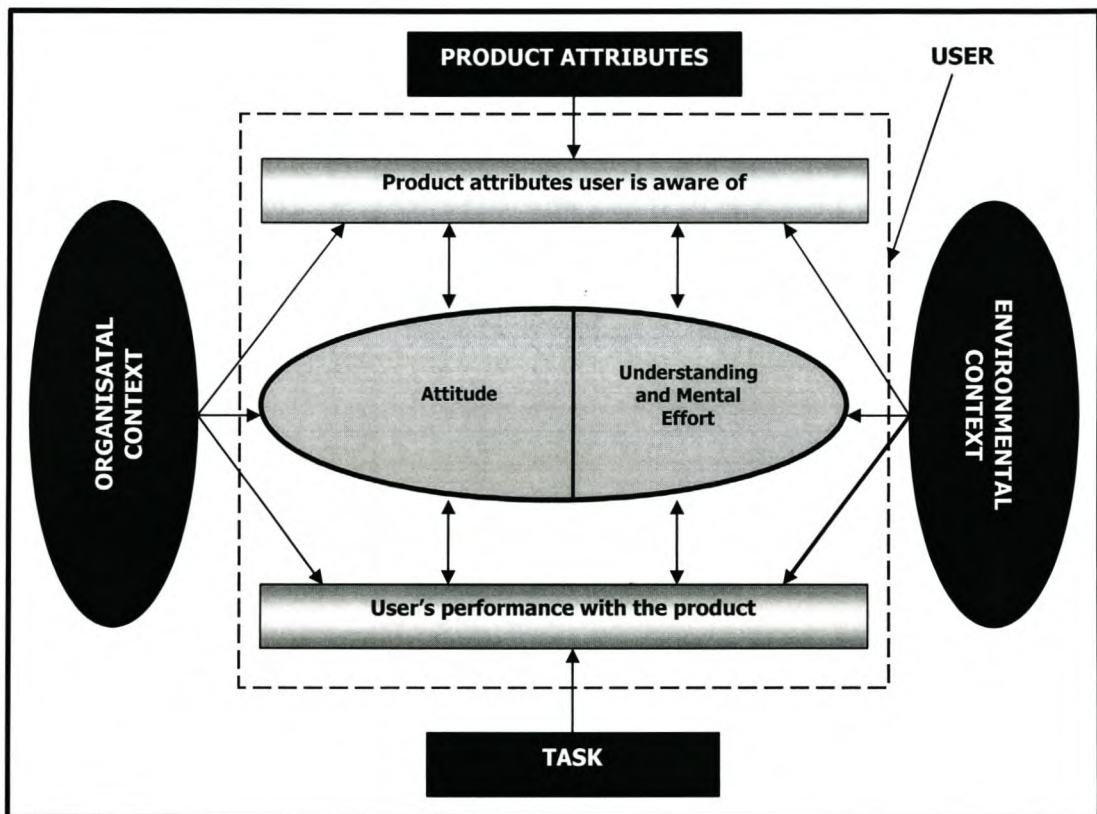 PRODUCT ATTRIBUTES
USER
Product attributes user is aware of
ORGANISATAL
CONTEXT
Attitude
Understanding
and Mental
Effort
ENVIRONMENTAL
CONTEXT
User's performance with the product
TASK